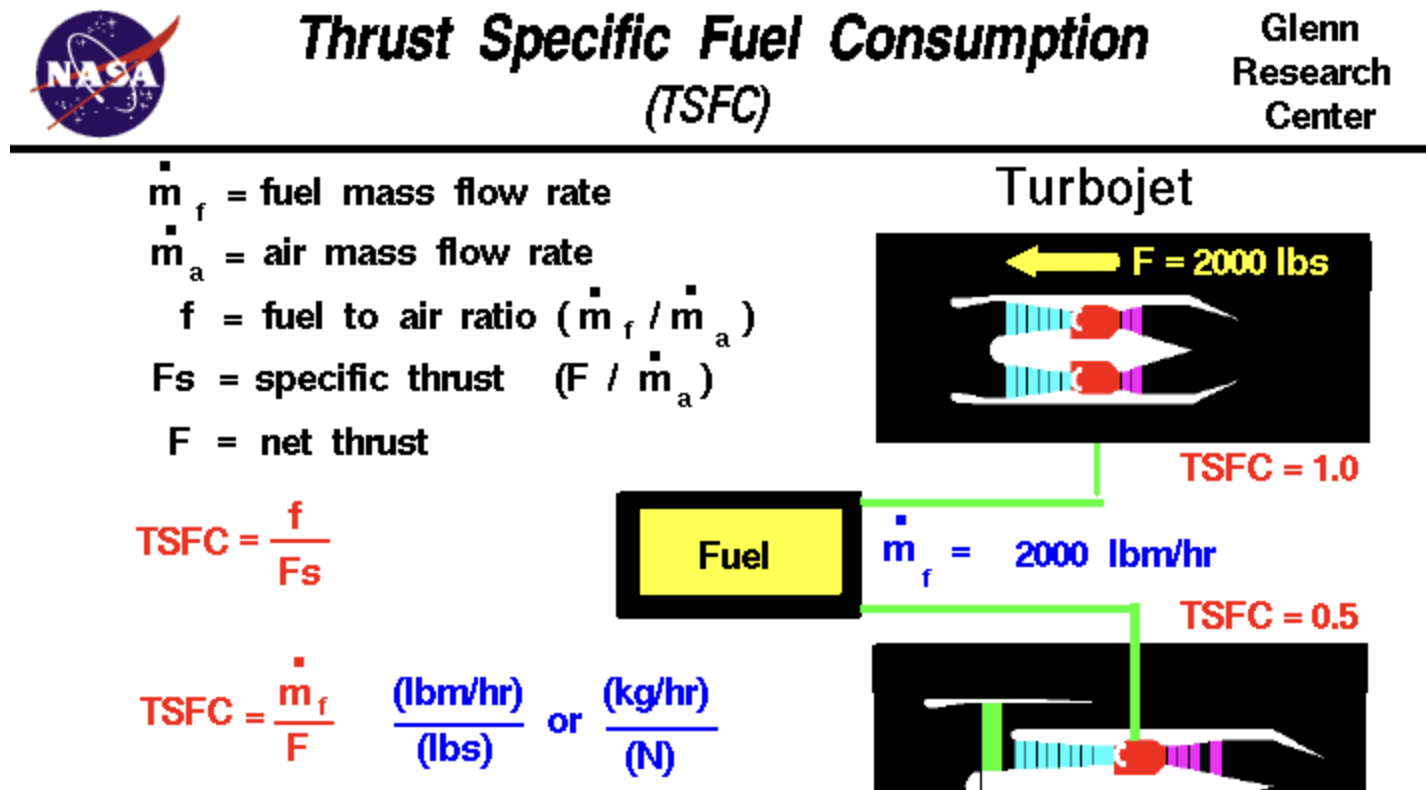 NASA
Thrust Specific Fuel Consumption
(TSFC)
Glenn
Research
Center
ṁ f = fuel mass flow rate
ṁ a = air mass flow rate
f = fuel to air ratio ( ṁ f / ṁ a )
Fs = specific thrust (F / ṁ a )
F = net thrust
TSFC = f / Fs
TSFC = ṁ f / F (lbm/hr) / (lbs) or (kg/hr) / (N)
Turbojet
F = 2000 lbs
TSFC = 1.0
Fuel
ṁ f = 2000 lbm/hr
TSFC = 0.5